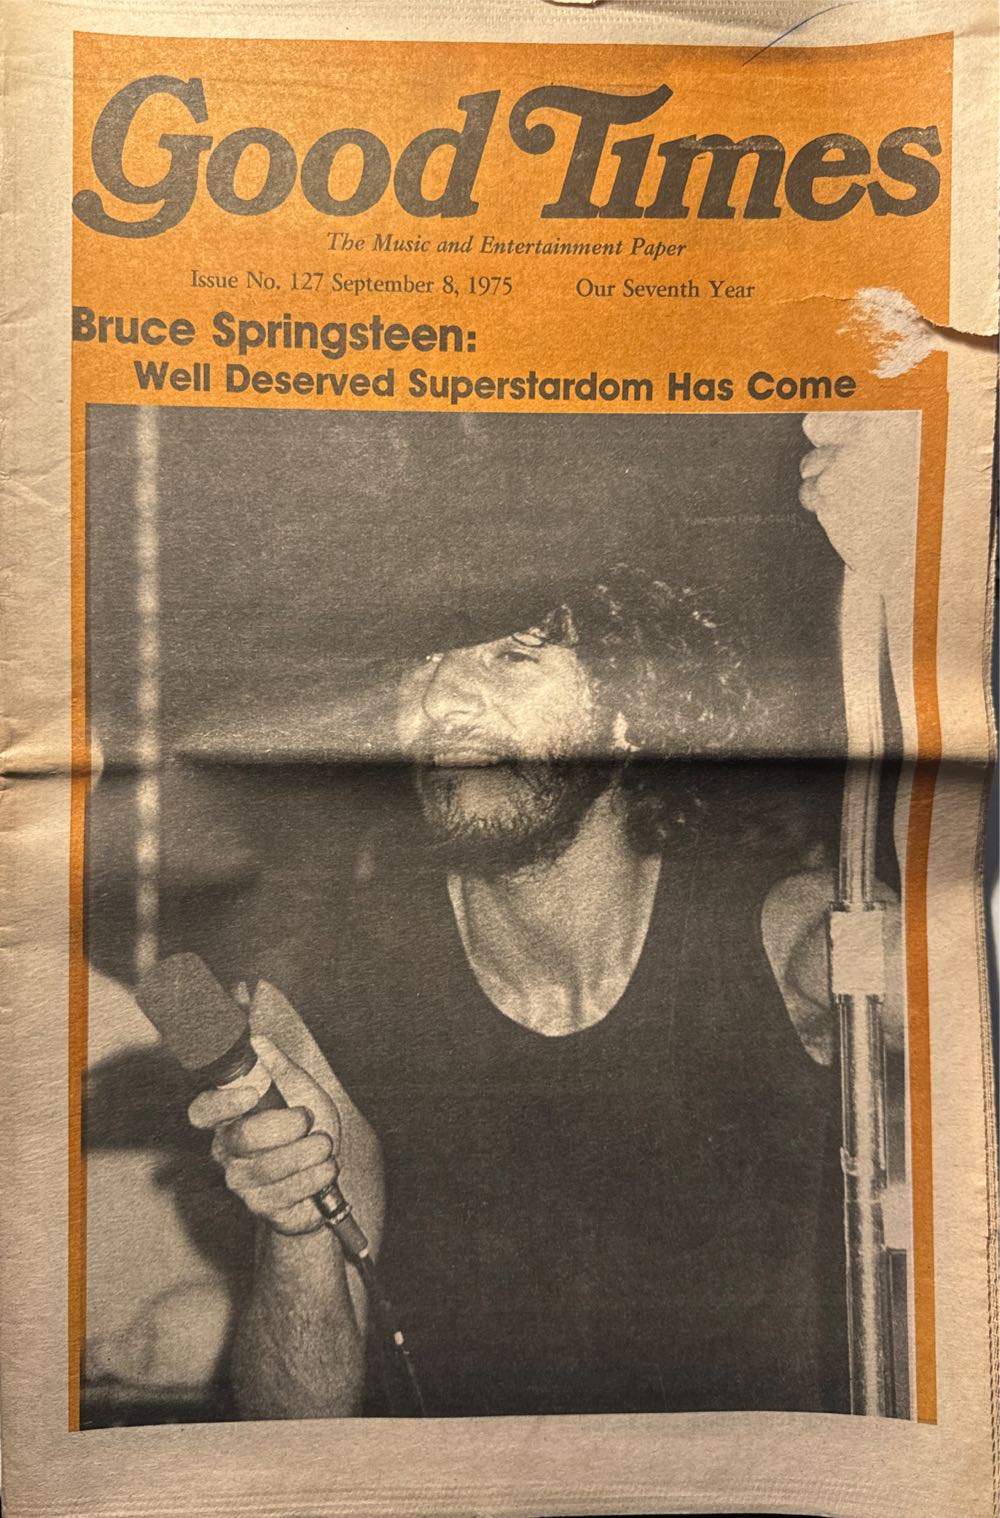 Good Times
The Music and Entertainment Paper
Issue No. 127 September 8, 1975 Our Seventh Year
Bruce Springsteen:
Well Deserved Superstardom Has Come